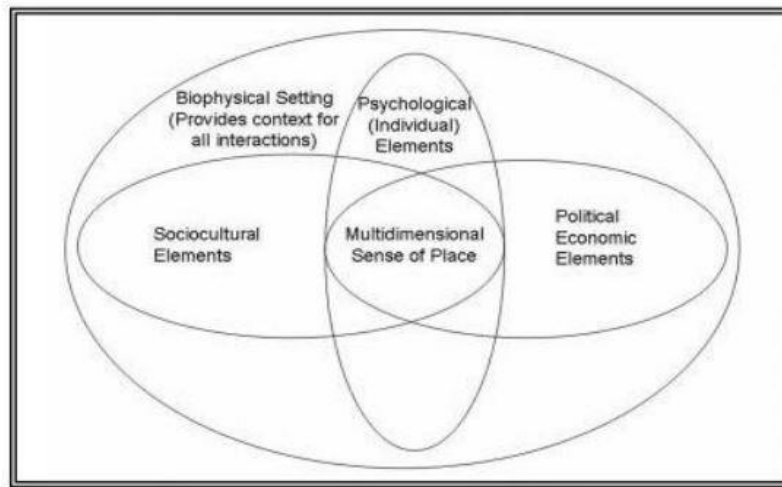 Biophysical Setting
(Provides context for
all interactions)
Psychological
(Individual)
Elements
Sociocultural
Elements
Multidimensional
Sense of Place
Political
Economic
Elements